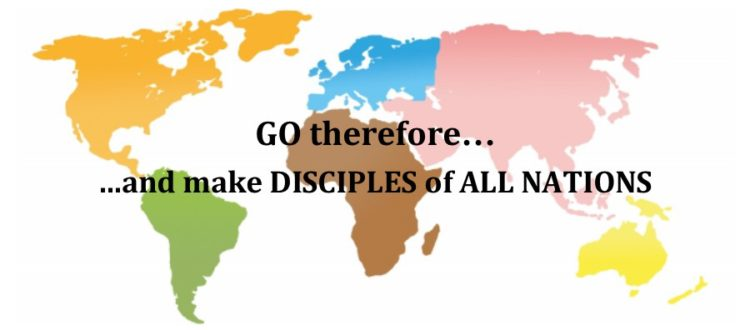 GO therefore…
…and make DISCIPLES of ALL NATIONS